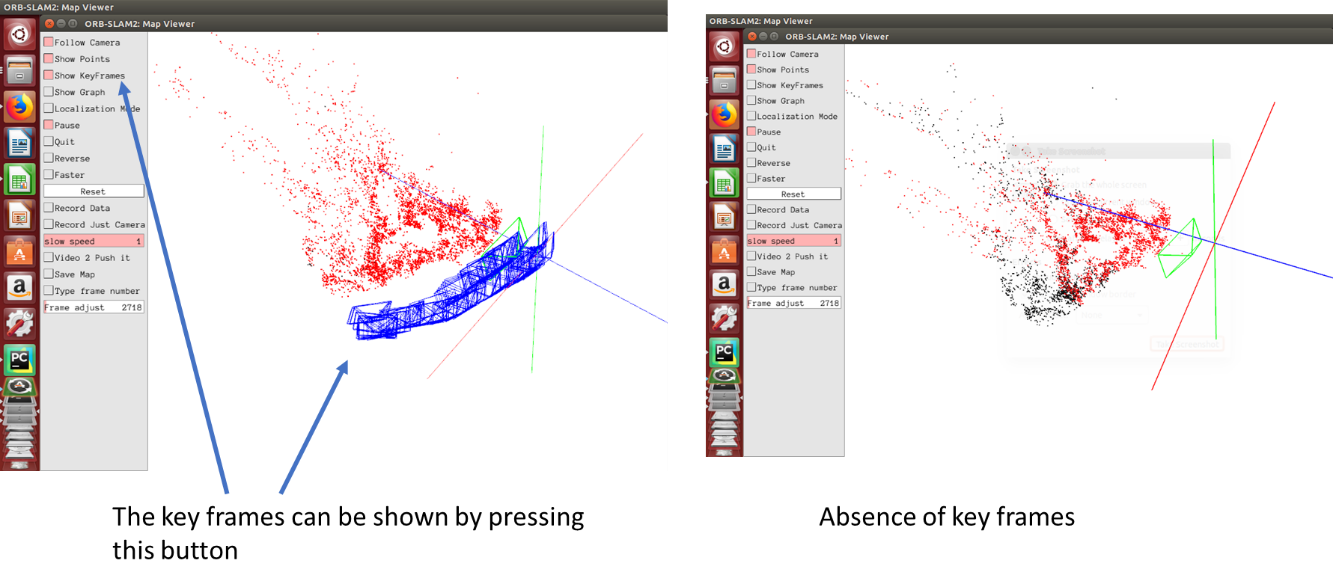 ORB-SLAM2: Map Viewer
ORB-SLAM2: Map Viewer
Follow Camera
Show Points
Show KeyFrames
Show Graph
Localization Mode
Pause
Quit
Reverse
Faster
Reset
Record Data
Record Just Camera
slow speed 1
Video 2 Push it
Save Map
Type frame number
Frame adjust 2718
a
PC
The key frames can be shown by pressing
this button
ORB-SLAM2: Map Viewer
ORB-SLAM2: Map Viewer
Follow Camera
Show Points
Show KeyFrames
Show Graph
Localization Mode
Pause
Quit
Reverse
Faster
Reset
Record Data
Record Just Camera
slow speed 1
Video 2 Push it
Save Map
Type frame number
Frame adjust 2718
a
PC
Take Screenshot
Absence of key frames